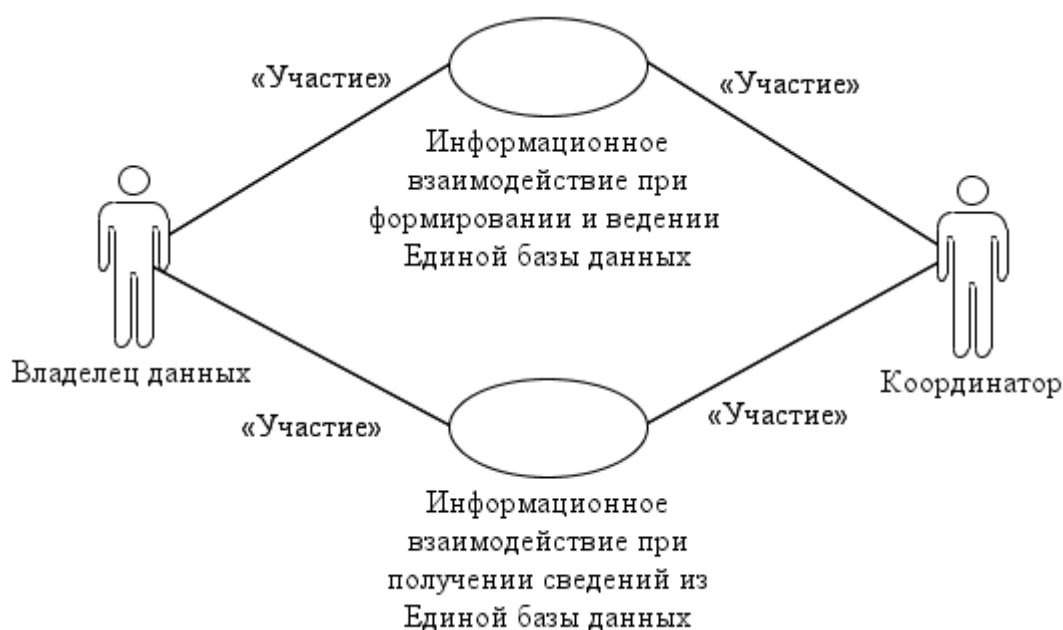 «Участие»
«Участие»
Информационное
взаимодействие при
формировании и ведении
Единой базы данных
Владелец данных
Координатор
«Участие»
«Участие»
Информационное
взаимодействие при
получении сведений из
Единой базы данных